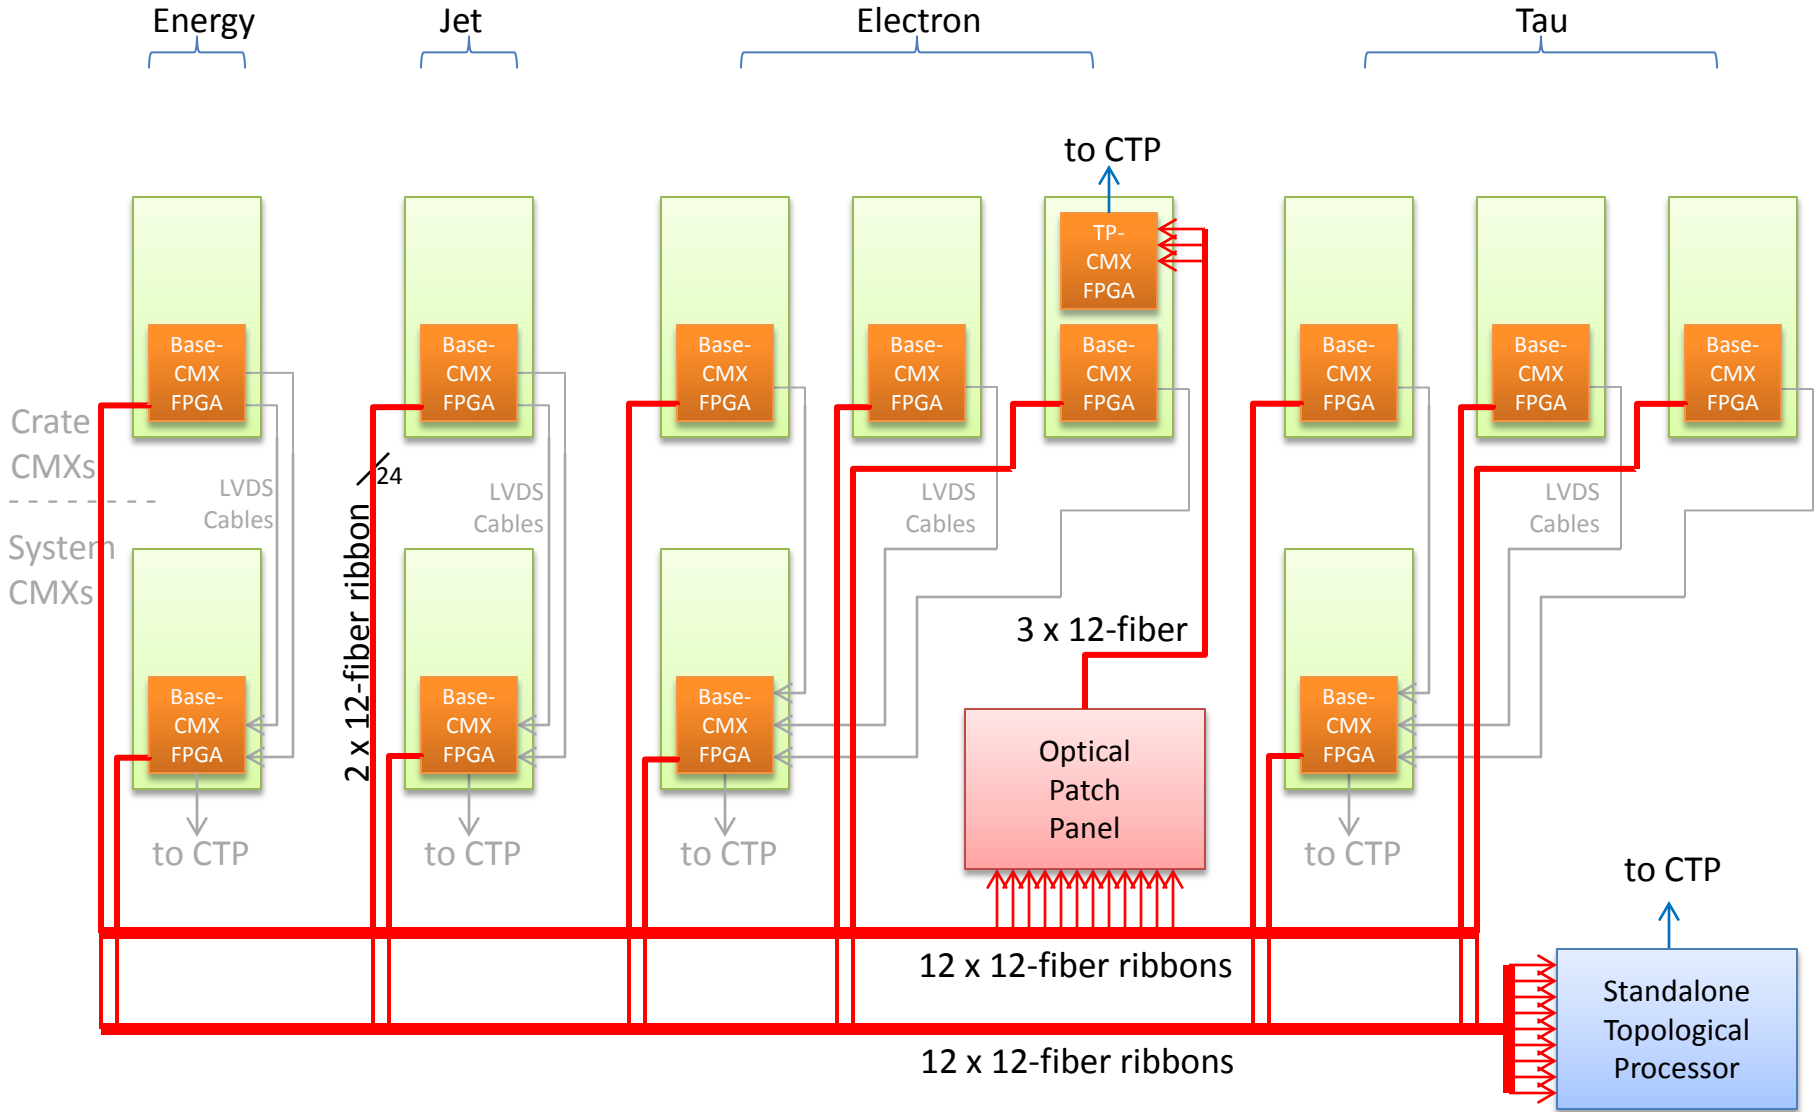 Energy
Jet
Electron
Tau
to CTP
TP-
CMX
FPGA
Base-
CMX
FPGA
Base-
CMX
FPGA
Base-
CMX
FPGA
Base-
CMX
FPGA
Base-
CMX
FPGA
Base-
CMX
FPGA
Base-
CMX
FPGA
Base-
CMX
FPGA
Crate
CMXs
System
CMXs
24
2 x 12-fiber ribbon
LVDS
Cables
LVDS
Cables
LVDS
Cables
LVDS
Cables
3 x 12-fiber
Base-
CMX
FPGA
Base-
CMX
FPGA
Base-
CMX
FPGA
Base-
CMX
FPGA
Optical
Patch
Panel
to CTP
to CTP
to CTP
to CTP
to CTP
12 x 12-fiber ribbons
12 x 12-fiber ribbons
Standalone
Topological
Processor